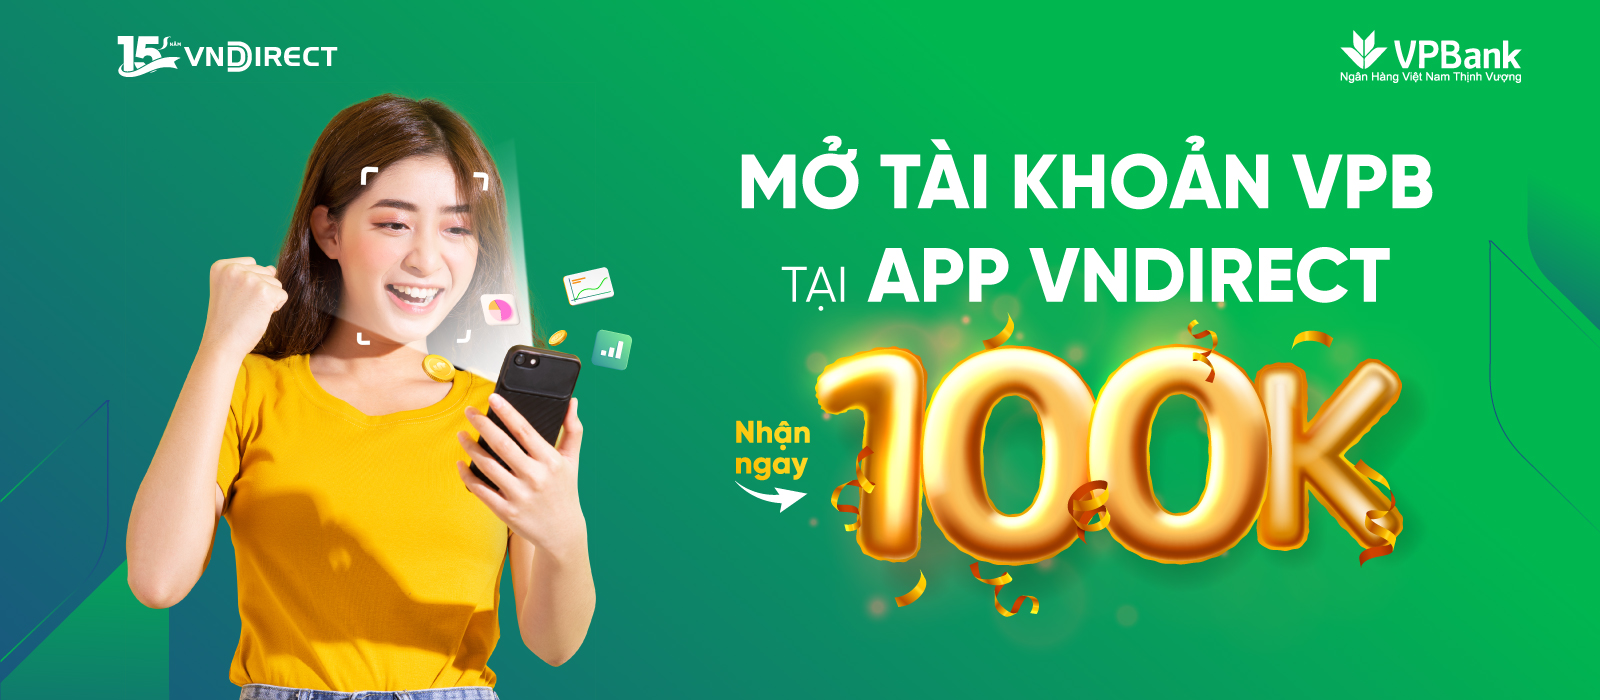 15 NĂM VNDIRECT
VPBank
Ngân Hàng Việt Nam Thịnh Vượng
MỞ TÀI KHOẢN VPB
TẠI APP VNDIRECT
Nhận
ngay
100K